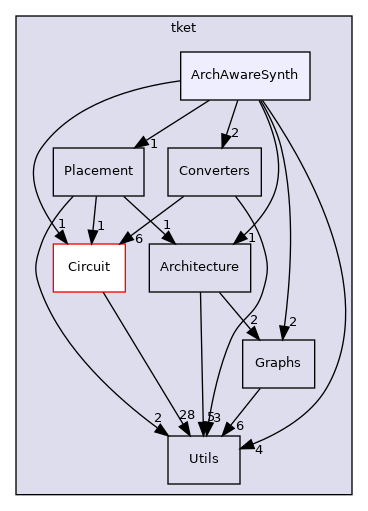 tket
ArchAwareSynth
1
2
Placement
Converters
1
1
6
1
1
Circuit
Architecture
2
2
Graphs
2
28
5
3
6
4
Utils